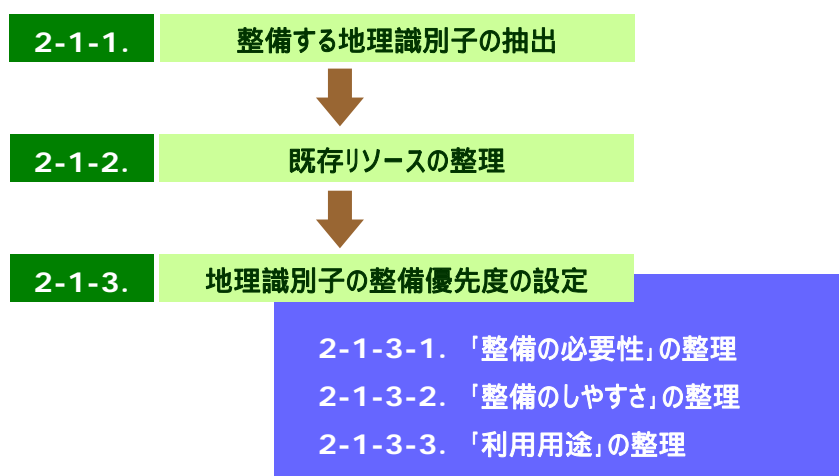 2-1-1. 整備する地理識別子の抽出
2-1-2. 既存リソースの整理
2-1-3. 地理識別子の整備優先度の設定
2-1-3-1. 「整備の必要性」の整理
2-1-3-2. 「整備のしやすさ」の整理
2-1-3-3. 「利用用途」の整理